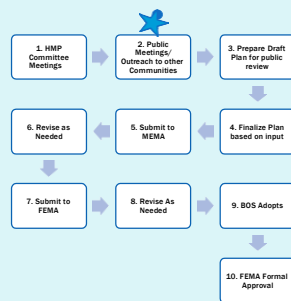 1. HMP
Committee
Meetings
2. Public
Meetings/
Outreach to other
Communities
3. Prepare Draft
Plan for public
review
4. Finalize Plan
based on input
5. Submit to
MEMA
6. Revise as
Needed
7. Submit to
FEMA
8. Revise As
Needed
9. BOS Adopts
10. FEMA Formal
Approval